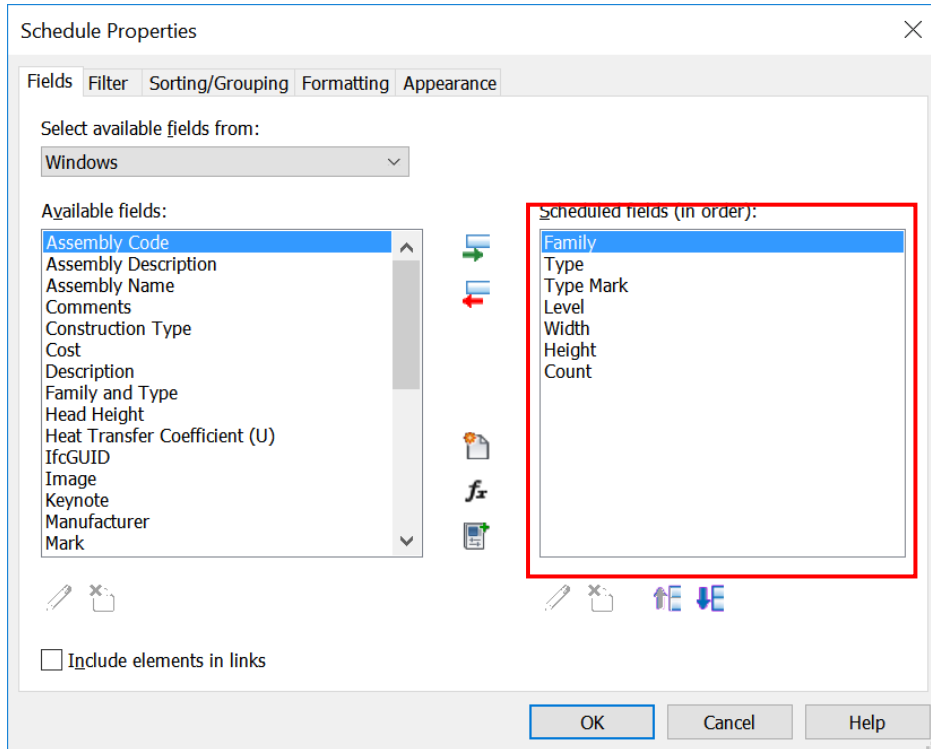 Schedule Properties
Fields Filter Sorting/Grouping Formatting Appearance
Select available fields from:
Windows
Available fields:
Assembly Code
Assembly Description
Assembly Name
Comments
Construction Type
Cost
Description
Family and Type
Head Height
Heat Transfer Coefficient (U)
IfcGUID
Image
Keynote
Manufacturer
Mark
fx
Scheduled fields (in order):
Family
Type
Type Mark
Level
Width
Height
Count
Include elements in links
OK Cancel Help